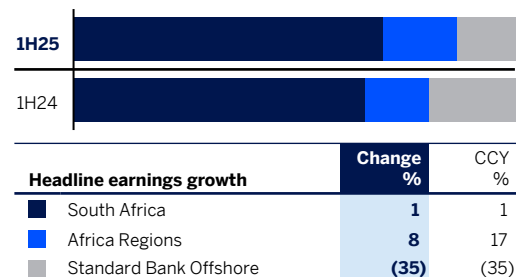 1H25
1H24
Change CCY
Headline earnings growth % %
South Africa 1 1
Africa Regions 8 17
Standard Bank Offshore (35) (35)